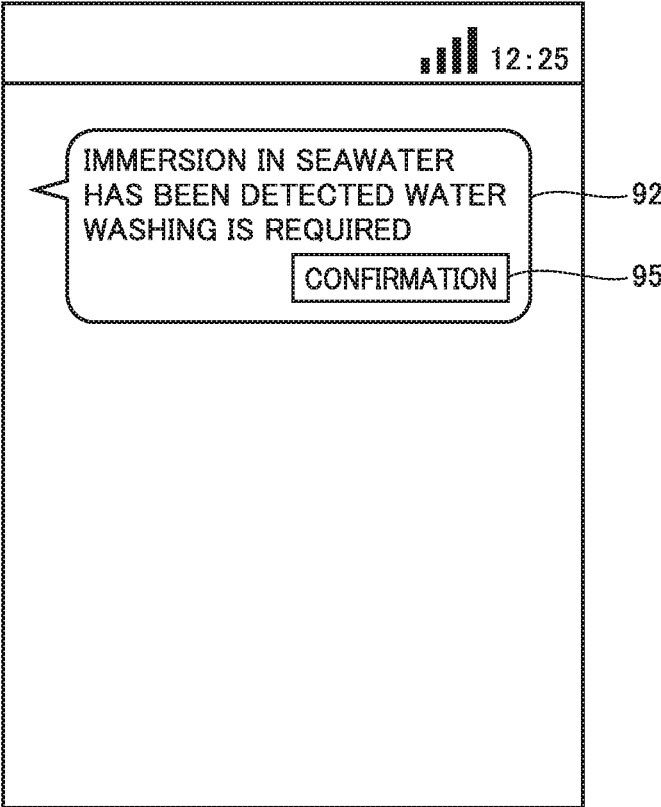 12:25
IMMERSION IN SEAWATER
HAS BEEN DETECTED WATER
WASHING IS REQUIRED
92
CONFIRMATION
95